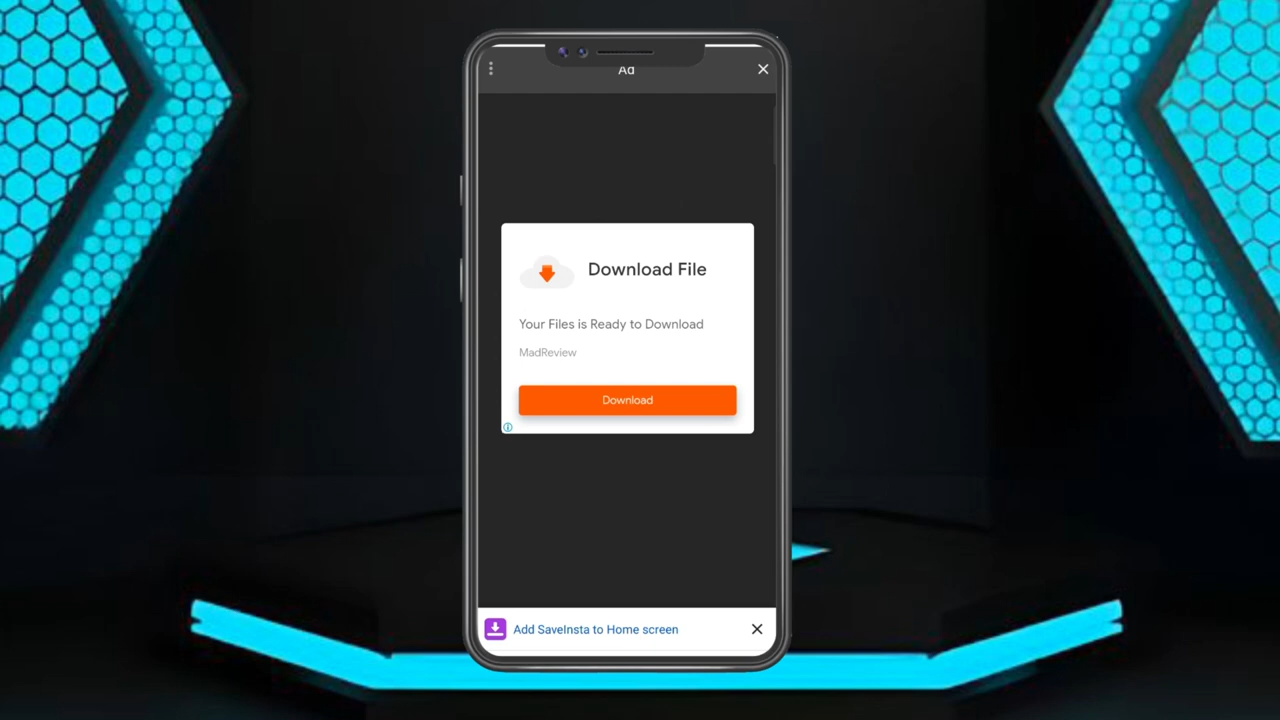 Ad
Download File
Your Files is Ready to Download
MadReview
Download
Add SaveInsta to Home screen